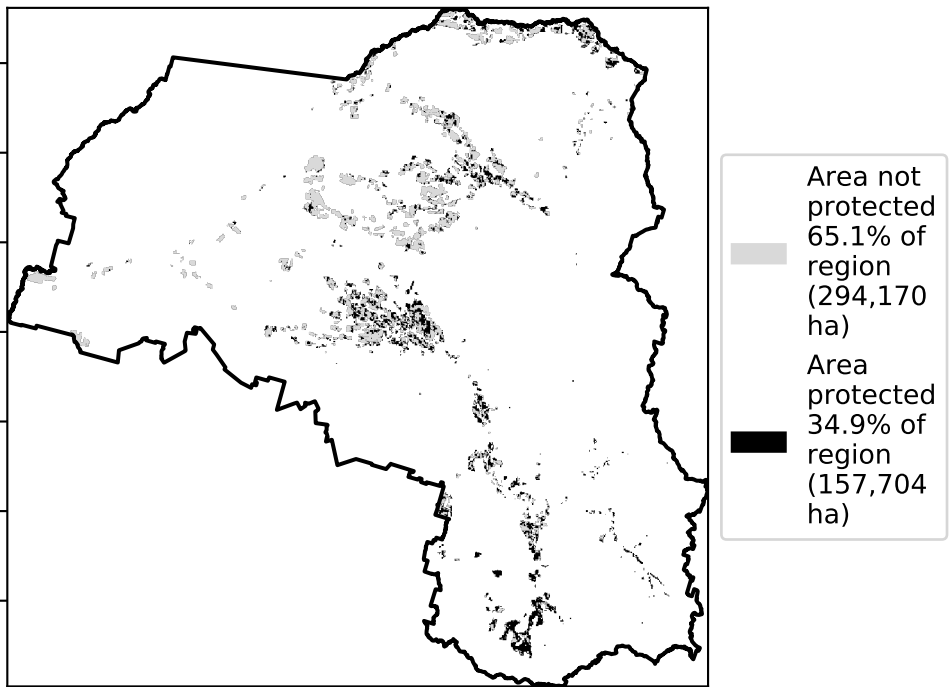 Area not
protected
65.1% of
region
(294,170
ha)
Area
protected
34.9% of
region
(157,704
ha)